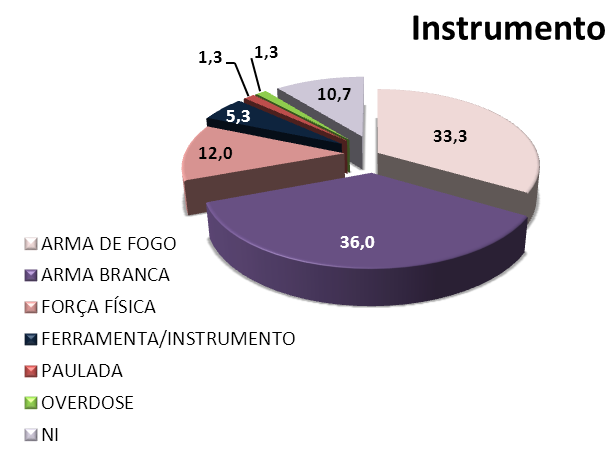 Instrumento
1,3
1,3
10,7
33,3
5,3
12,0
36,0
ARMA DE FOGO
ARMA BRANCA
FORÇA FÍSICA
FERRAMENTA/INSTRUMENTO
PAULADA
OVERDOSE
NI